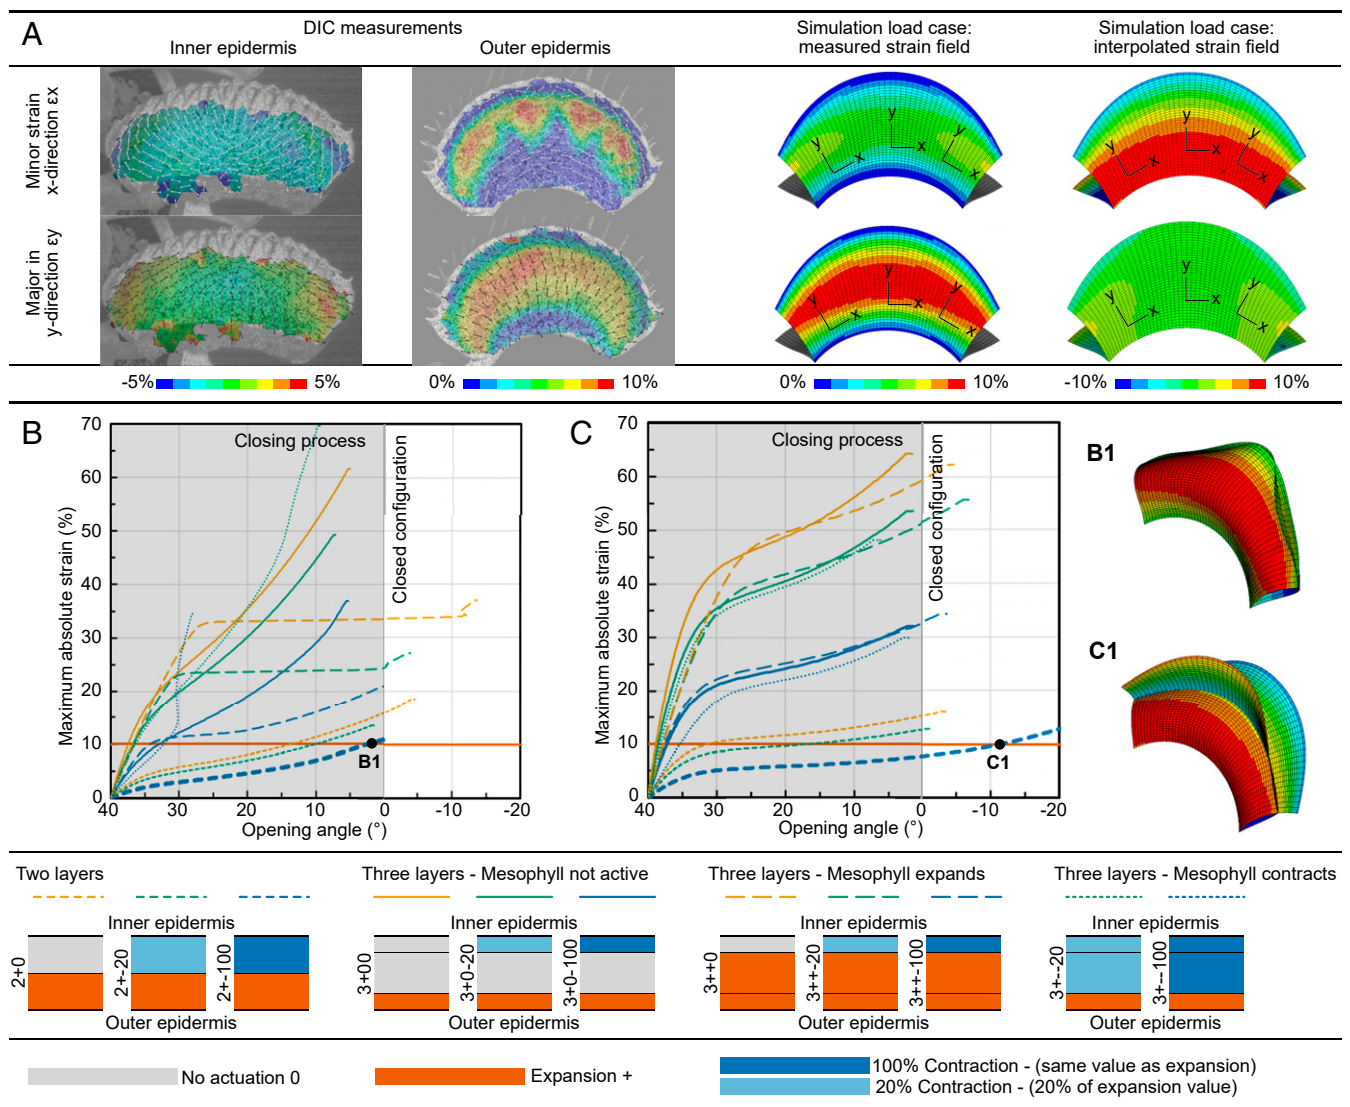 A
DIC measurements
Inner epidermis
Outer epidermis
Simulation load case:
measured strain field
Simulation load case:
interpolated strain field
Minor strain
x-direction εx
y
y
y
x
x
x
y
y
y
x
x
x
Major in
y-direction εy
y
y
y
x
x
x
y
y
y
x
x
-5%
5%
0%
10%
0%
10%
-10%
10%
B
Maximum absolute strain (%)
70
60
50
40
30
20
10
0
Closing process
Closed configuration
B1
40
30
20
10
0
-10
-20
Opening angle (°)
C
Maximum absolute strain (%)
70
60
50
40
30
20
10
0
Closing process
Closed configuration
C1
40
30
20
10
0
-10
-20
Opening angle (°)
B1
C1
Two layers
Inner epidermis
2+0
2+-20
2+-100
Outer epidermis
Three layers - Mesophyll not active
Inner epidermis
3+00
3+0-20
3+0-100
Outer epidermis
Three layers - Mesophyll expands
Inner epidermis
3++0
3++-20
3++-100
Outer epidermis
Three layers - Mesophyll contracts
Inner epidermis
3+--20
3+--100
Outer epidermis
No actuation 0
Expansion +
100% Contraction - (same value as expansion)
20% Contraction - (20% of expansion value)